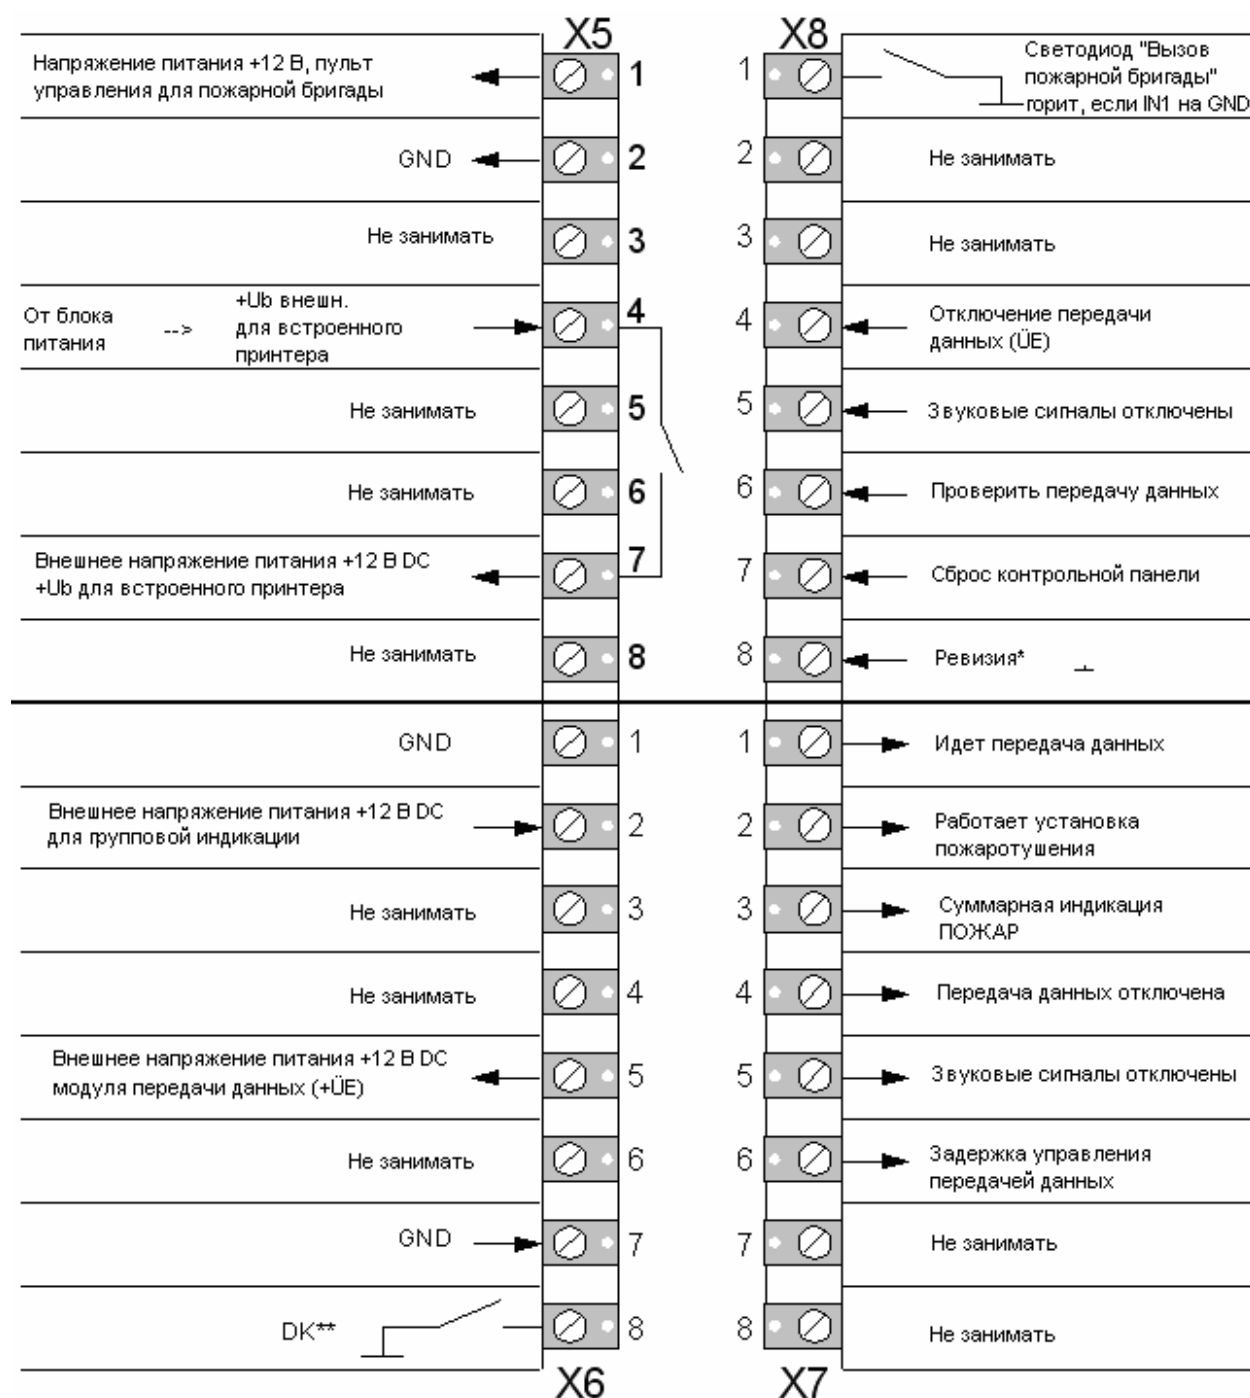 X5
X8
Напряжение питания +12 В, пульт
управления для пожарной бригады
1
1
Светодиод "Вызов
пожарной бригады"
горит, если IN1 на GND
GND
2
2
Не занимать
Не занимать
3
3
Не занимать
От блока
питания
-->
+Ub внешн.
для встроенного
принтера
4
4
Отключение передачи
данных (ÜE)
Не занимать
5
5
Звуковые сигналы отключены
Не занимать
6
6
Проверить передачу данных
Внешнее напряжение питания +12 В DC
+Ub для встроенного принтера
7
7
Сброс контрольной панели
Не занимать
8
8
Ревизия*
GND
1
1
Идет передача данных
Внешнее напряжение питания +12 В DC
для групповой индикации
2
2
Работает установка
пожаротушения
Не занимать
3
3
Суммарная индикация
ПОЖАР
Не занимать
4
4
Передача данных отключена
Внешнее напряжение питания +12 В DC
модуля передачи данных (+ÜE)
5
5
Звуковые сигналы отключены
Не занимать
6
6
Задержка управления
передачей данных
GND
7
7
Не занимать
DK**
8
8
Не занимать
X6
X7